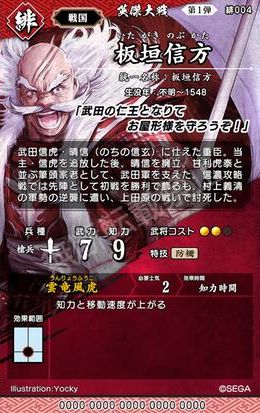 緋
戦国
英傑大戦
第1弾
緋004
いたがき のぶかた
板垣信方
統一名称：板垣信方
生没年：不明～1548
「武田の仁王となりて
お屋形様を守ろうぞ！」
武田信虎・晴信（のちの信玄）に仕えた重臣。当
主・信虎を追放した後、晴信を擁立。甘利虎泰と
並ぶ筆頭家老として、武田軍を支えた。信濃攻略
戦では先陣として初戦を勝利で飾るも、村上義清
の軍勢の逆襲に遭い、上田原の戦いで討死した。
兵種 武力 知力 武将コスト
槍兵 7 9 特技 防柵
うんりょうふうこ 必要士気 効果時間
雲竜風虎 2 知力時間
効果範囲 知力と移動速度が上がる
Illustration:Yocky ©SEGA
0000-0000-0000-0000-0000